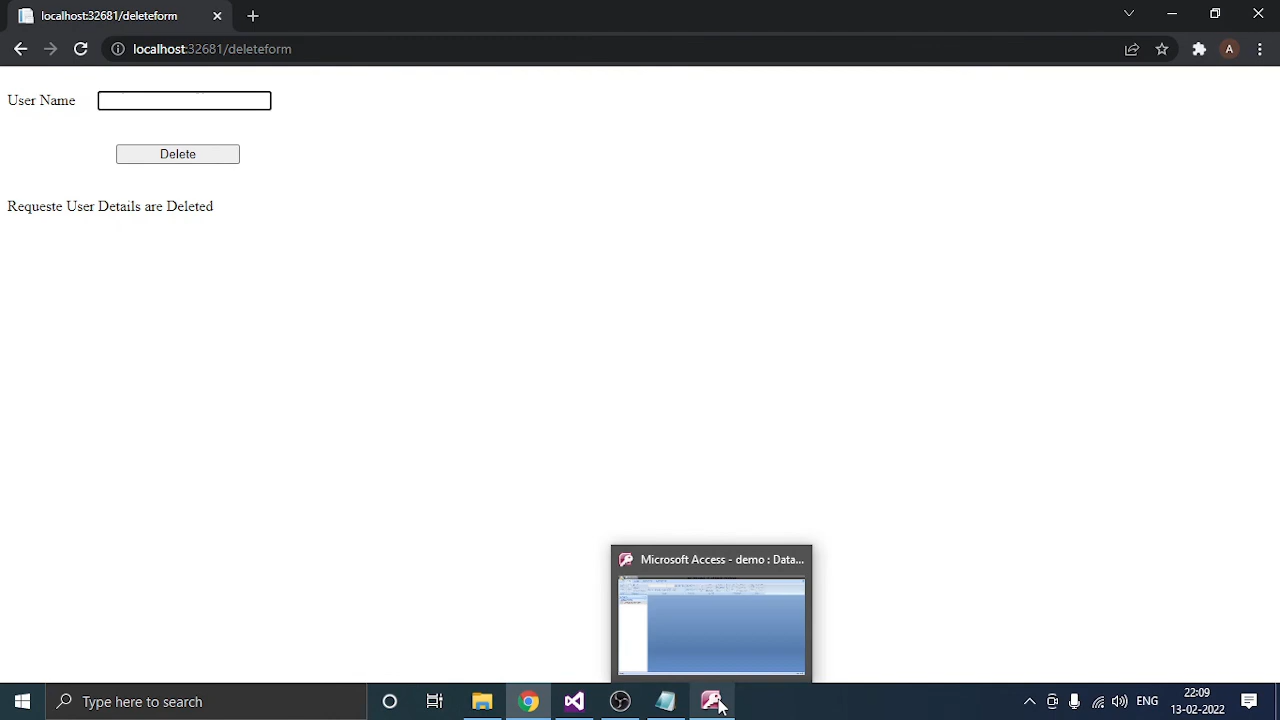 localhost:32681/deleteform
localhost:32681/deleteform
A
User Name
Delete
Requeste User Details are Deleted
Microsoft Access - demo : Data...
Type here to search
ENG
22:09
13-02-2022